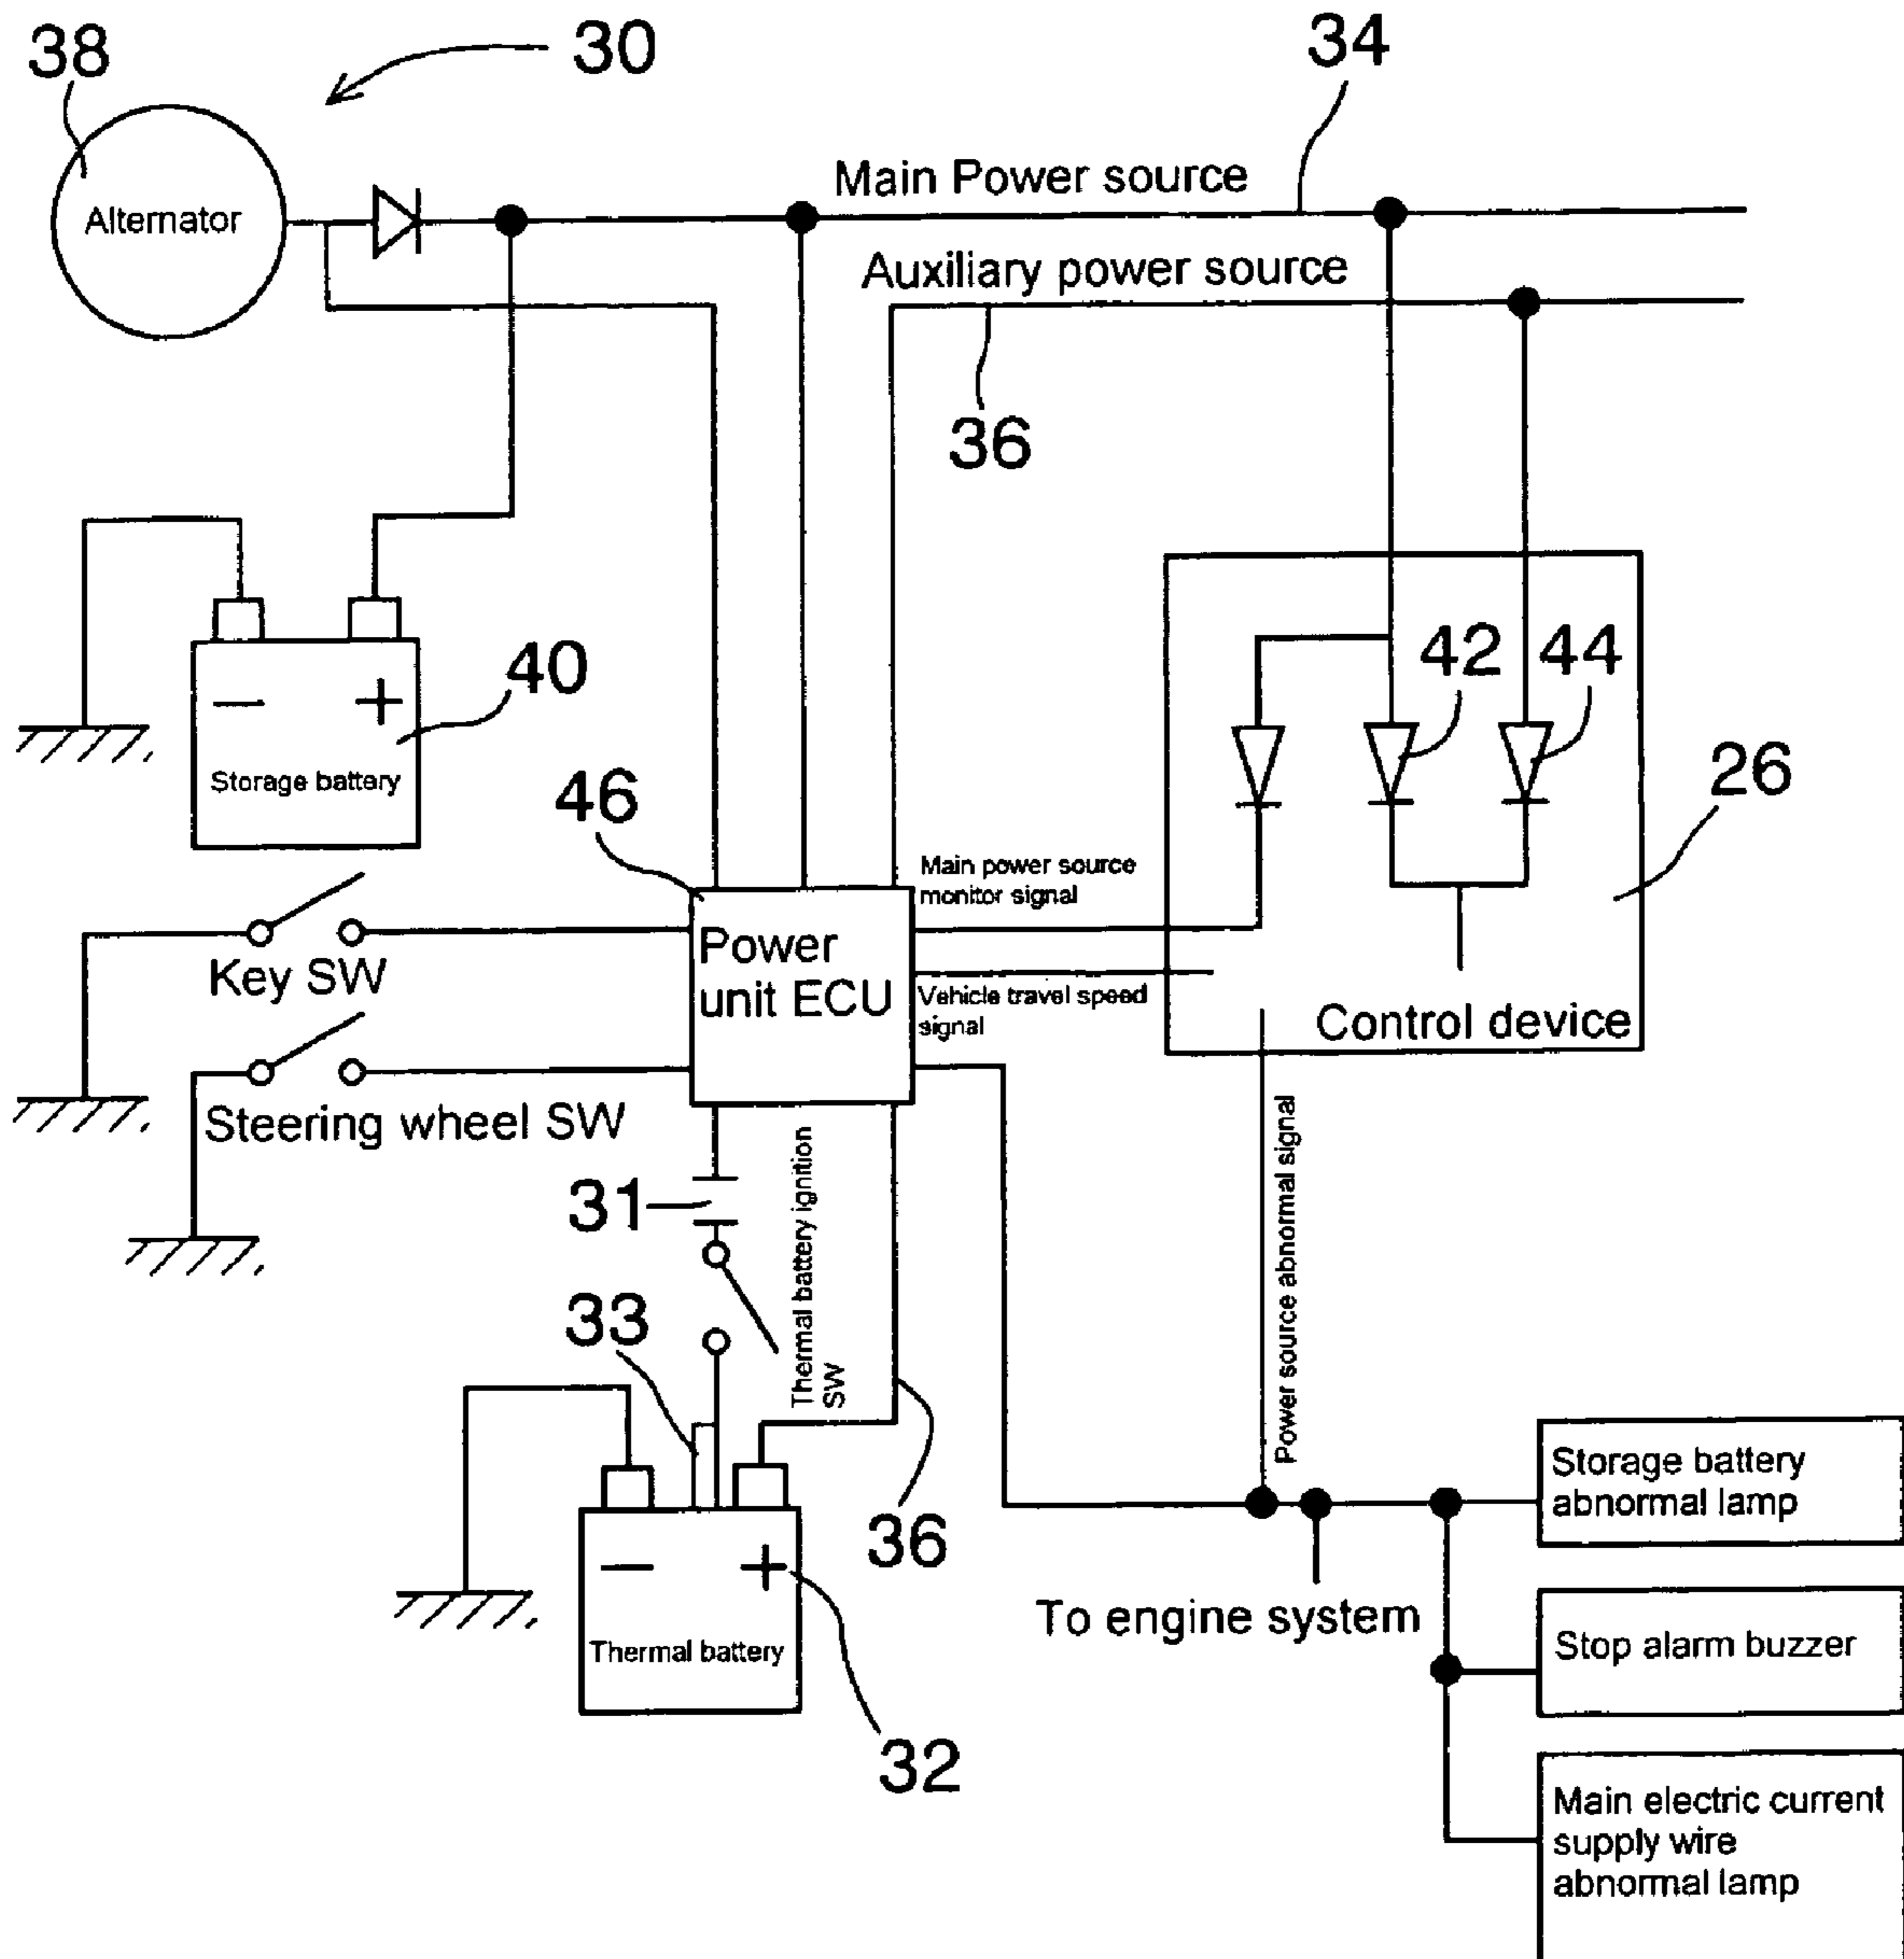 38
30
34
Alternator
Main Power source
Auxiliary power source
36
40
Storage battery
42
44
26
46
Main power source
monitor signal
Power
unit ECU
Vehicle travel speed
signal
Control device
Key SW
Steering wheel SW
31
Thermal battery ignition
SW
Power source abnormal signal
33
36
Thermal battery
32
To engine system
Storage battery
abnormal lamp
Stop alarm buzzer
Main electric current
supply wire
abnormal lamp